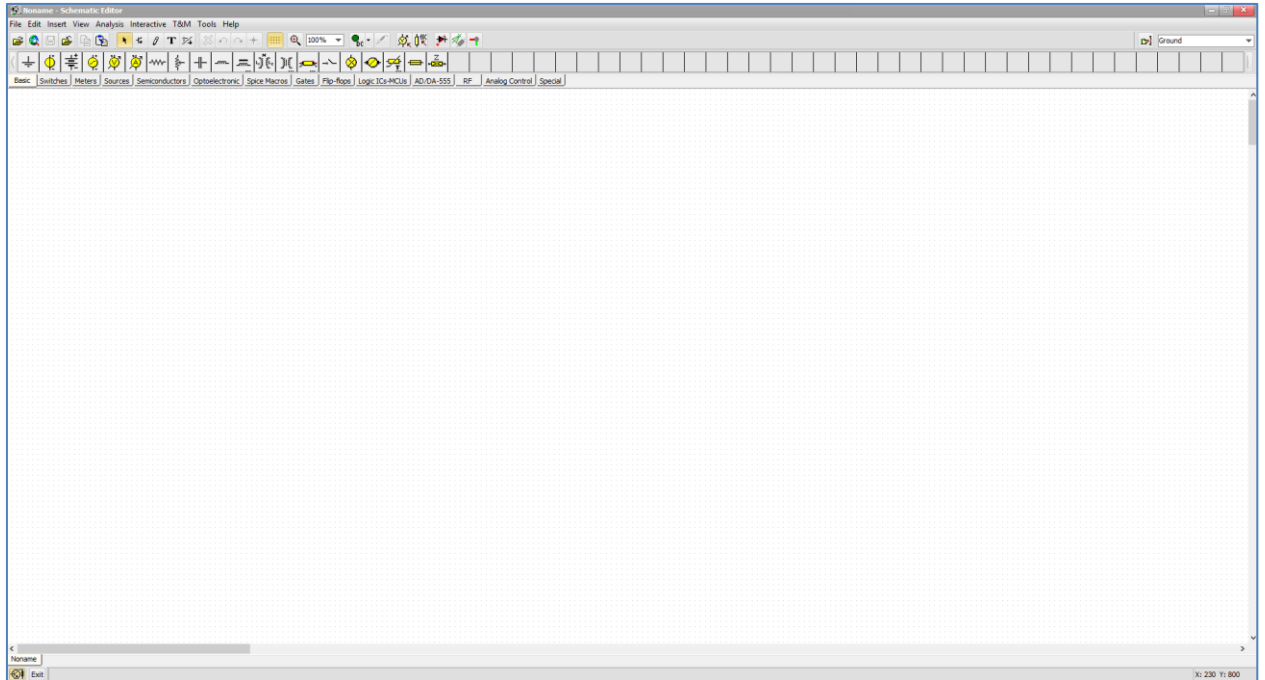 Noname - Schematic Editor
File Edit Insert View Analysis Interactive T&M Tools Help
100% Ground
Basic Switches Meters Sources Semiconductors Optoelectronic Spice Macros Gates Flip-flops Logic ICs-MCUs AD/DA-555 RF Analog Control Special
Noname
Exit X: 230 Y: 800